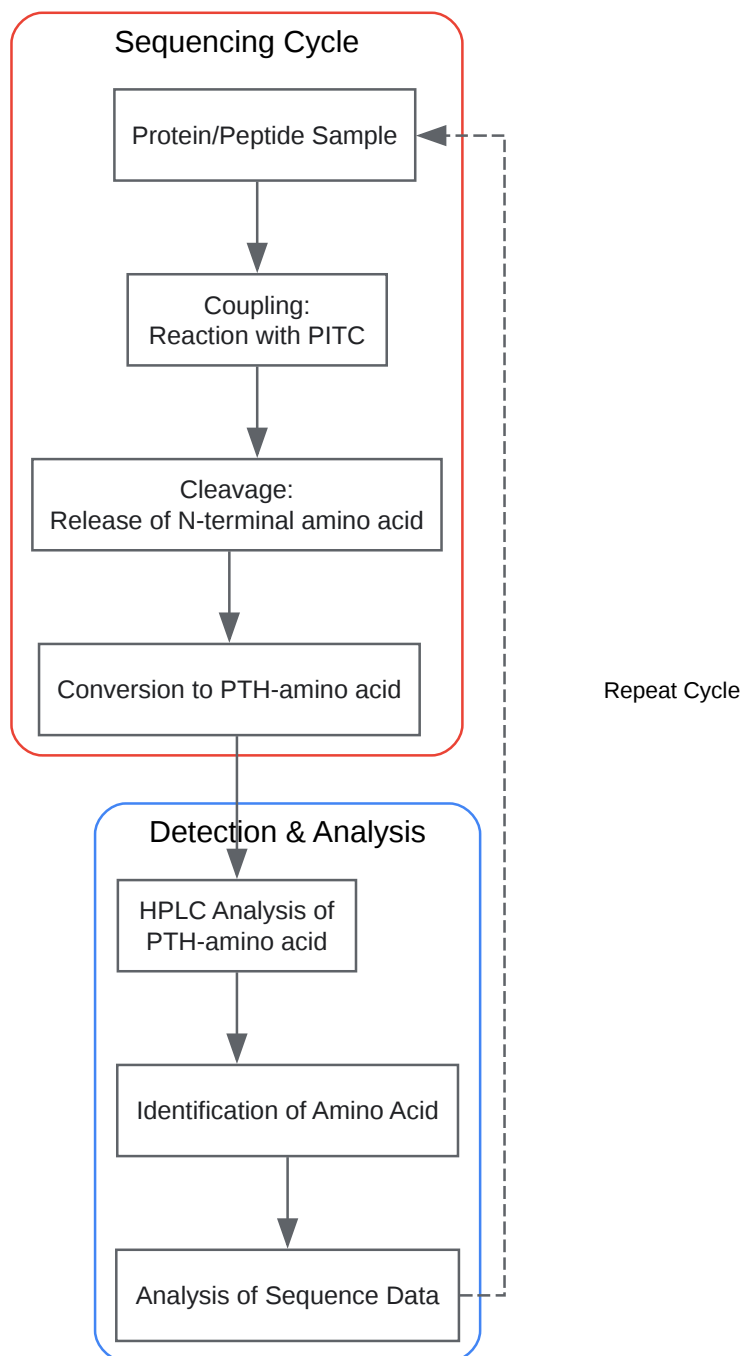 Sequencing Cycle
Protein/Peptide Sample
Coupling:
Reaction with PITC
Cleavage:
Release of N-terminal amino acid
Conversion to PTH-amino acid
Repeat Cycle
Detection & Analysis
HPLC Analysis of
PTH-amino acid
Identification of Amino Acid
Analysis of Sequence Data